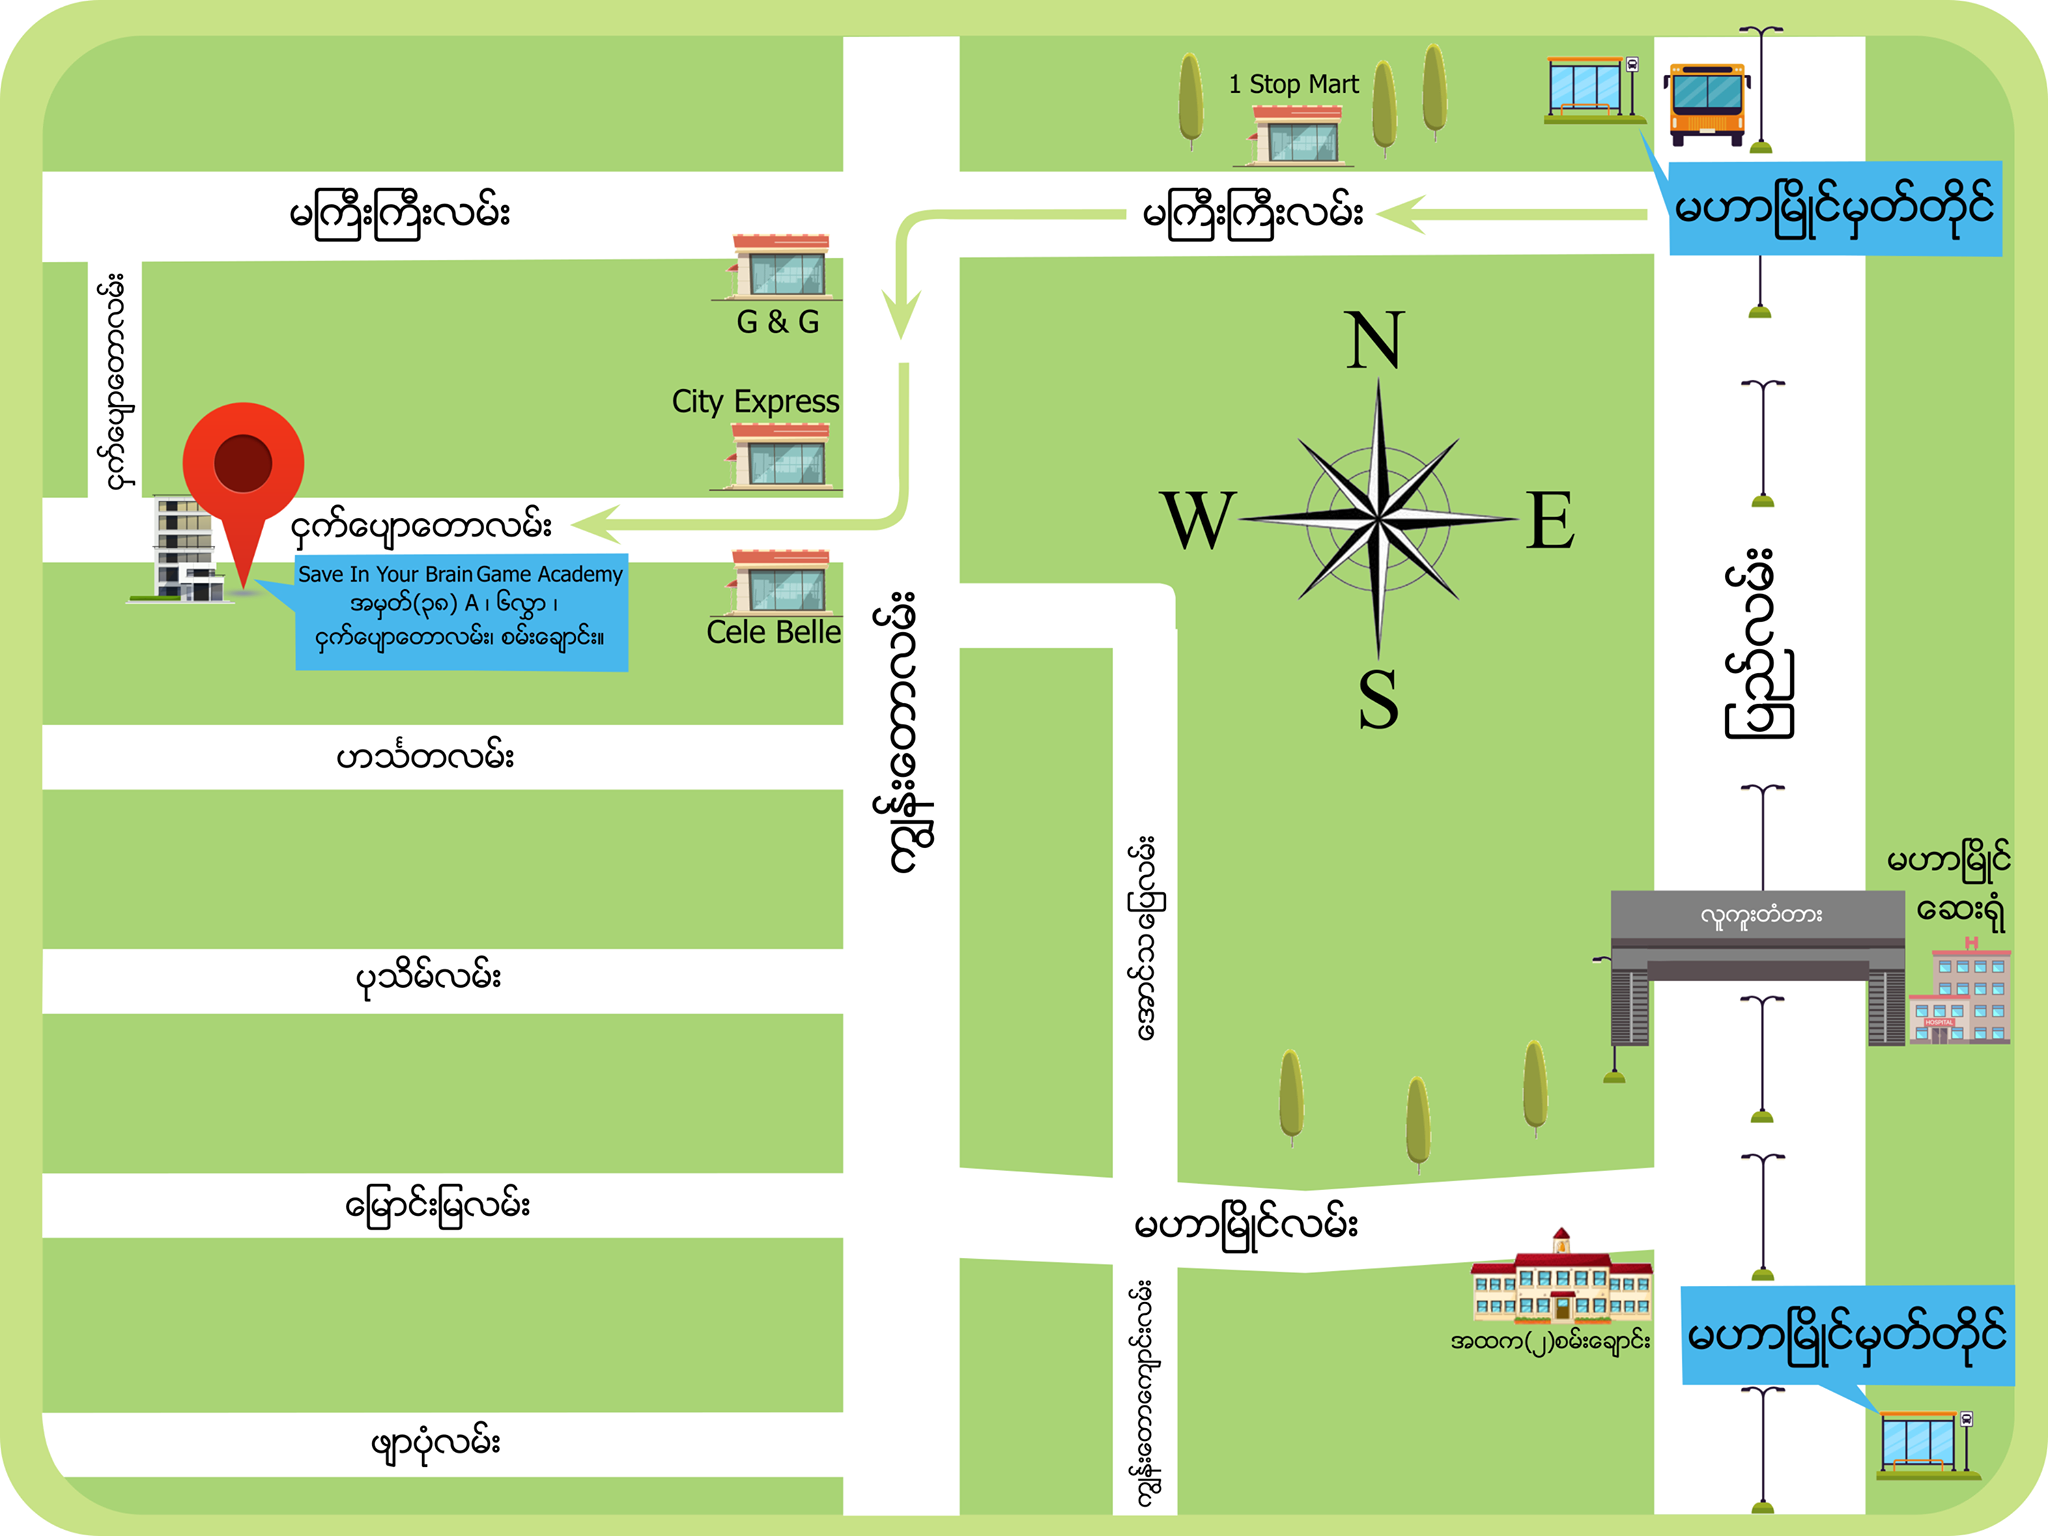 1 Stop Mart
မဟာမြိုင်မှတ်တိုင်
မကြီးကြီးလမ်း
မကြီးကြီးလမ်း
ငှက်ပျောတောလမ်း
G & G
City Express
N
W
E
S
ငှက်ပျောတောလမ်း
Save In Your Brain Game Academy
အမှတ်(၃၈) A ၊ ၆လွှာ ၊
ငှက်ပျောတောလမ်း၊ စမ်းချောင်း။
Cele Belle
ကျွန်းတောလမ်း
ပြည်လမ်း
ဟင်္သာတလမ်း
အောင်သပြေလမ်း
မဟာမြိုင်
ဆေးရုံ
လူကူးတံတား
HOSPITAL
ပုသိမ်လမ်း
မြောင်းမြလမ်း
မဟာမြိုင်လမ်း
အထက(၂)စမ်းချောင်း
မဟာမြိုင်မှတ်တိုင်
ကျွန်းတောကျောင်းလမ်း
ဖျာပုံလမ်း